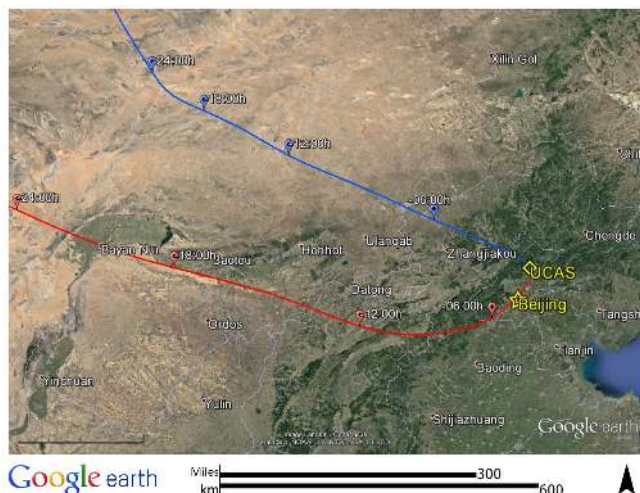 Xilin Gol
-24:00h
-18:00h
-12:00h
-24:00h
-06:00h
Chengde
Bayan Nur
-18:00h
Baotou
Hohhot
Ulanqab
Zhangjiakou
UCAS
Datong
-06:00h
Beijing
-12:00h
Ordos
Tangsh
Tianjin
Baoding
Yinchuan
Yulin
Shijiazhuang
Google earth
Google earth
Miles
300
km
600